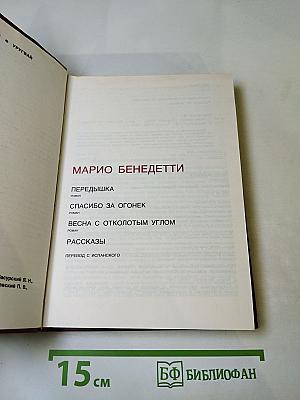 УРУГВАЙ
МАРИО БЕНЕДЕТТИ
ПЕРЕДЫШКА
РОМАН
СПАСИБО ЗА ОГОНЕК
РОМАН
ВЕСНА С ОТКОЛОТЫМ УГЛОМ
РОМАН
РАССКАЗЫ
ПЕРЕВОД С ИСПАНСКОГО
15 см
БФ БИБЛИОФАН